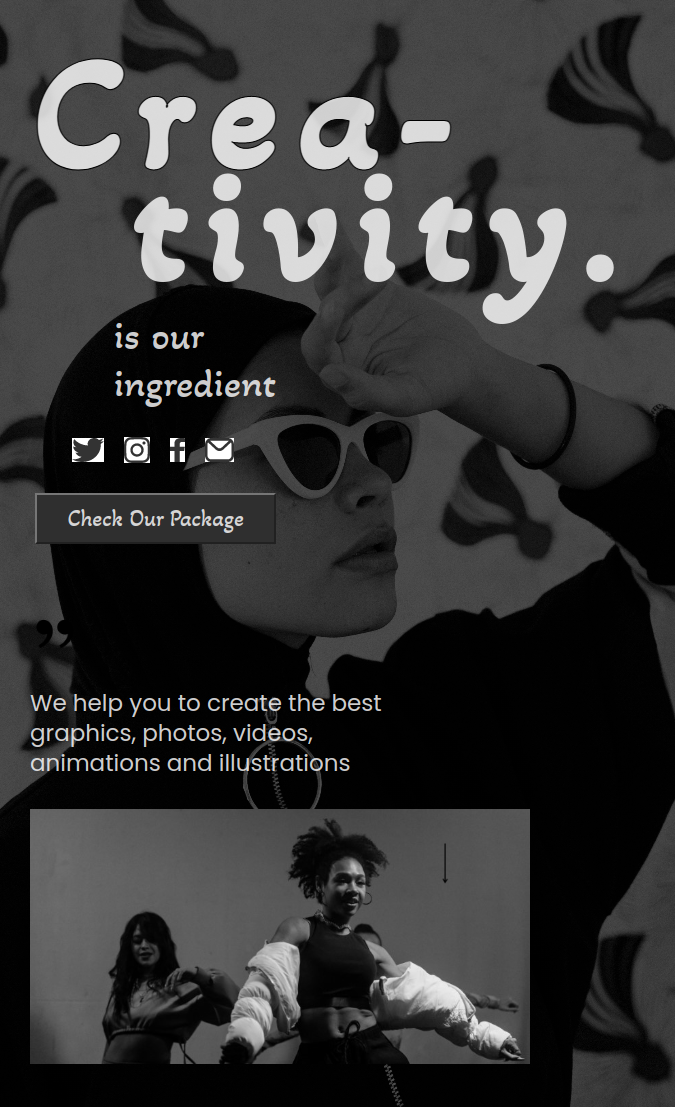 Crea-
tivity.
is our
ingredient
Check Our Package
”
We help you to create the best
graphics, photos, videos,
animations and illustrations